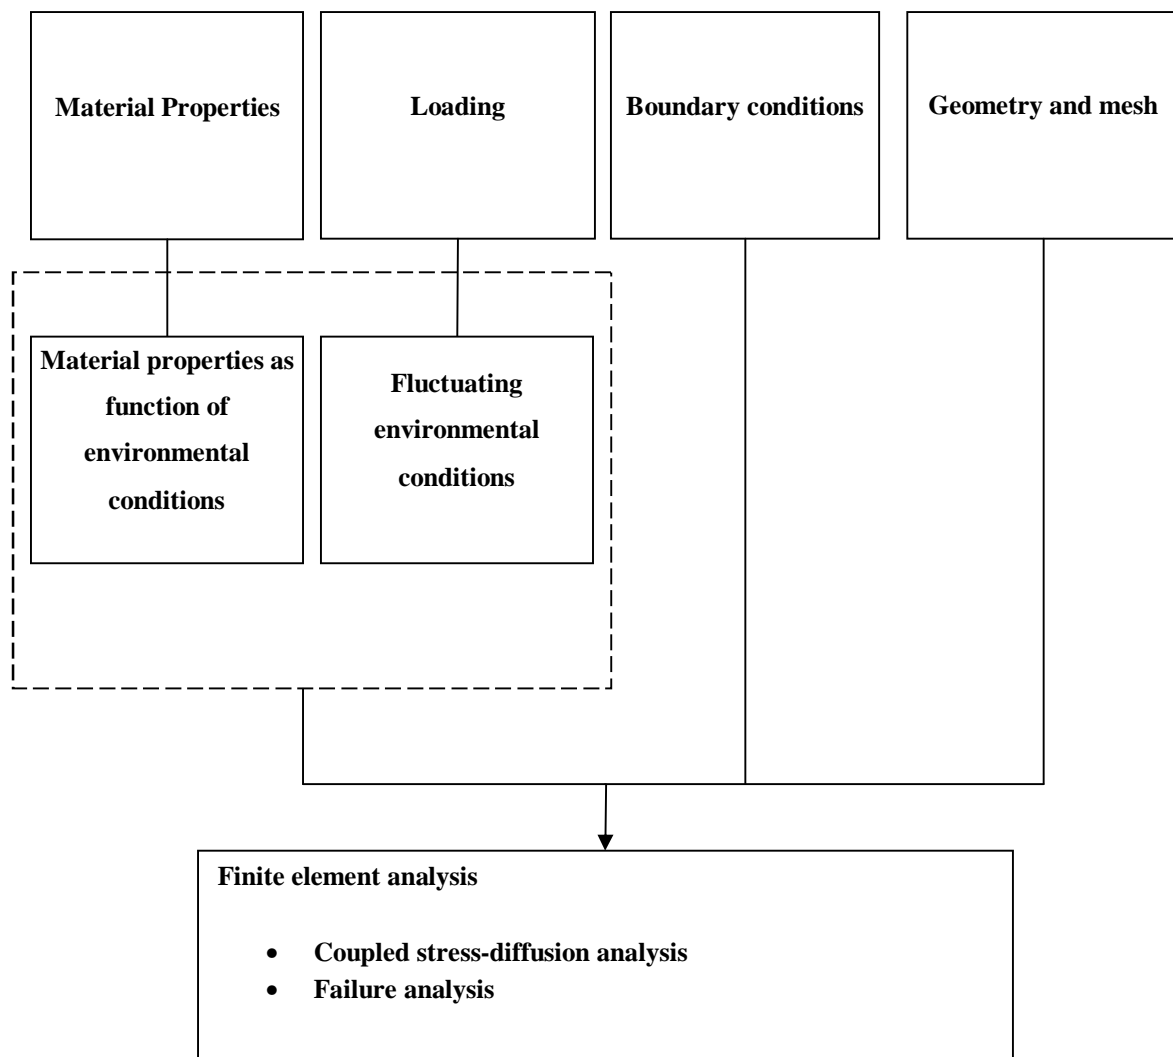 Material Properties
Loading
Boundary conditions
Geometry and mesh
Material properties as
function of
environmental
conditions
Fluctuating
environmental
conditions
Finite element analysis
• Coupled stress-diffusion analysis
• Failure analysis